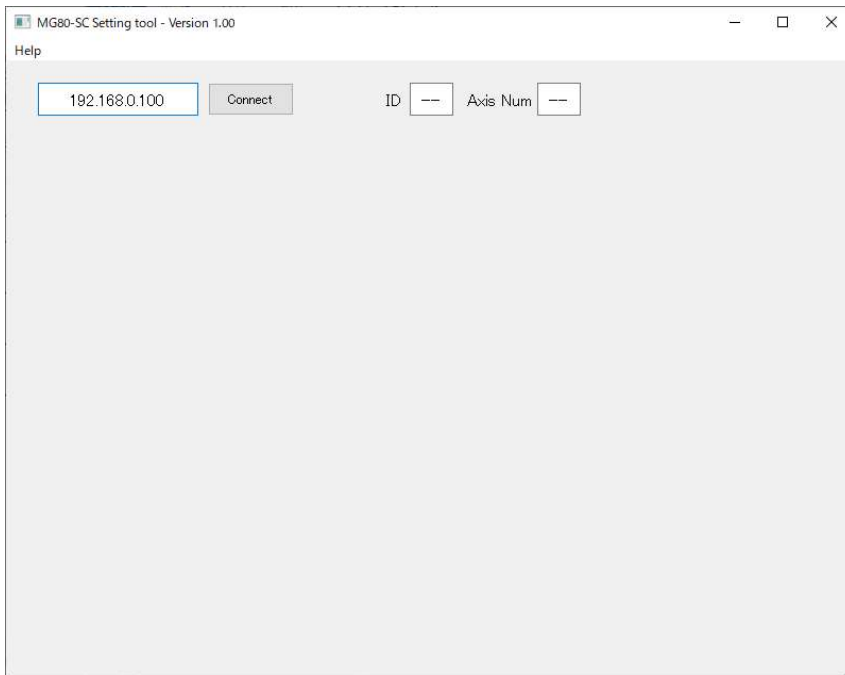 MG80-SC Setting tool - Version 1.00
Help
192.168.0.100 Connect ID -- Axis Num --